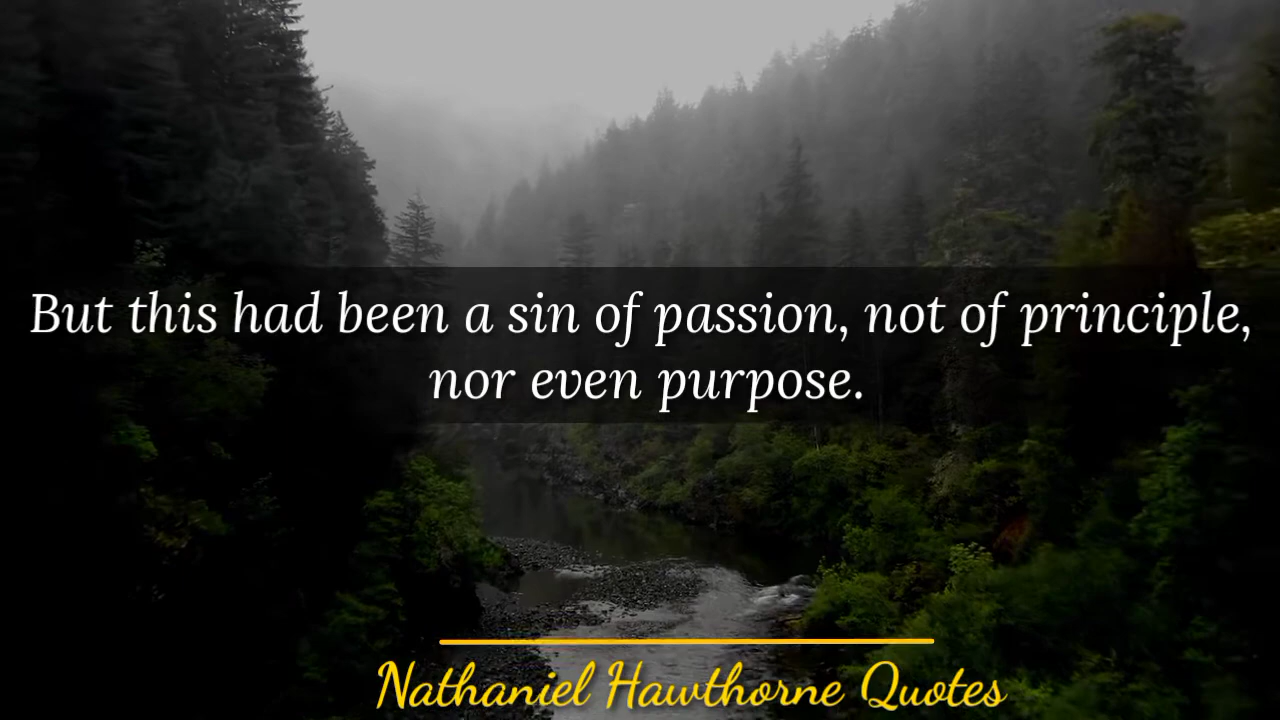 But this had been a sin of passion, not of principle,
nor even purpose.
Nathaniel Hawthorne Quotes